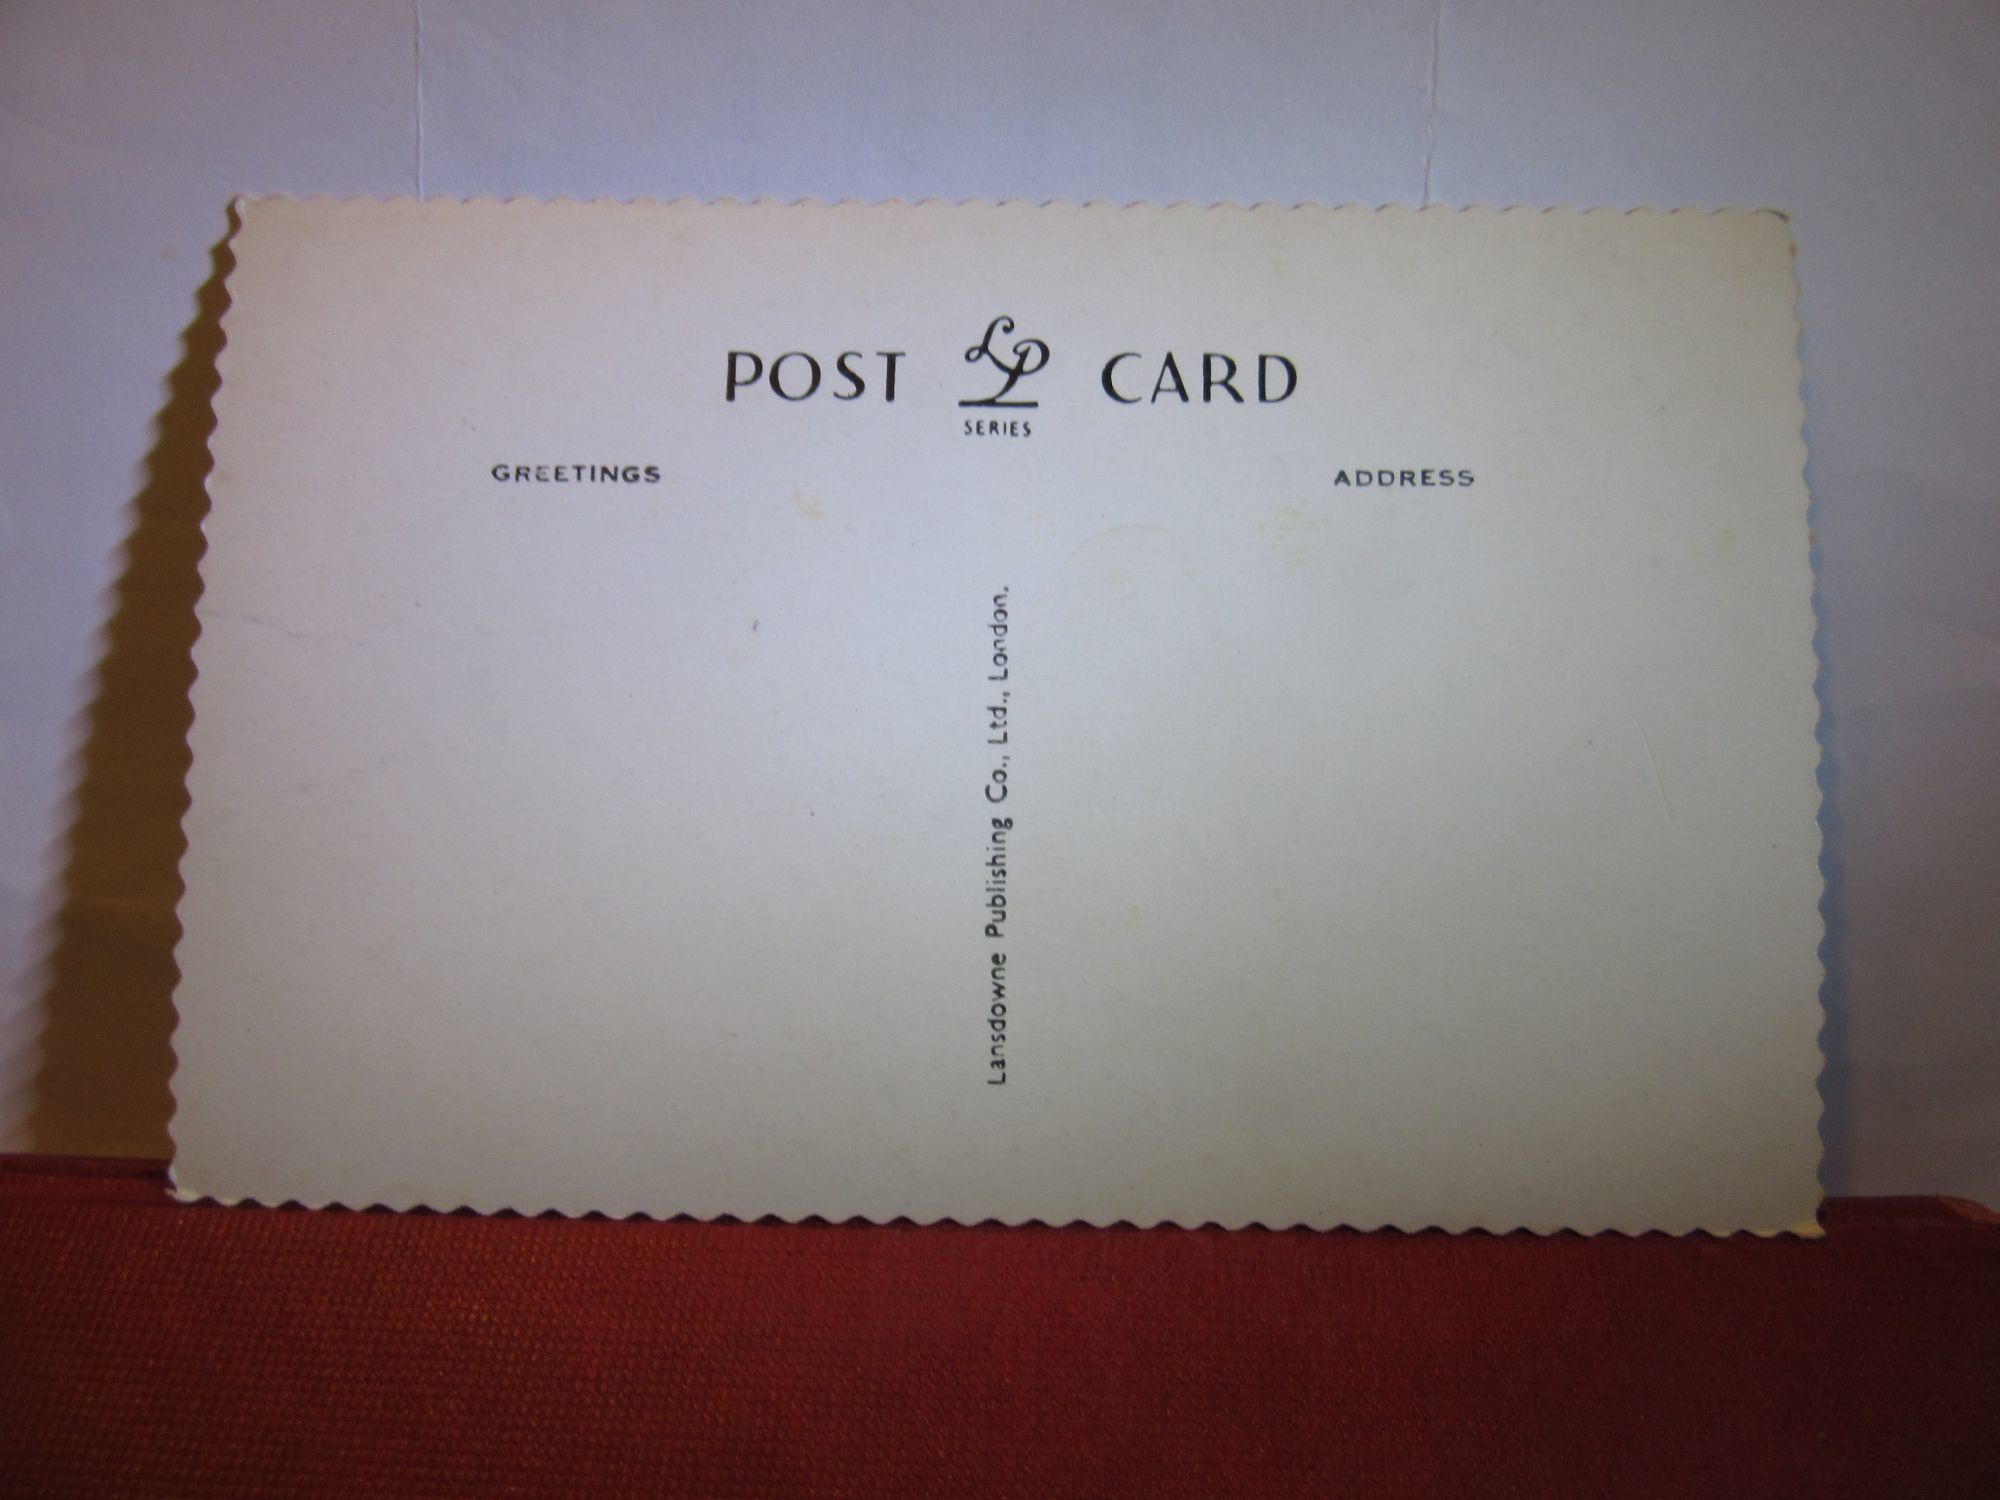 POST LP CARD
SERIES
GREETINGS
ADDRESS
Lansdowne Publishing Co., Ltd., London.